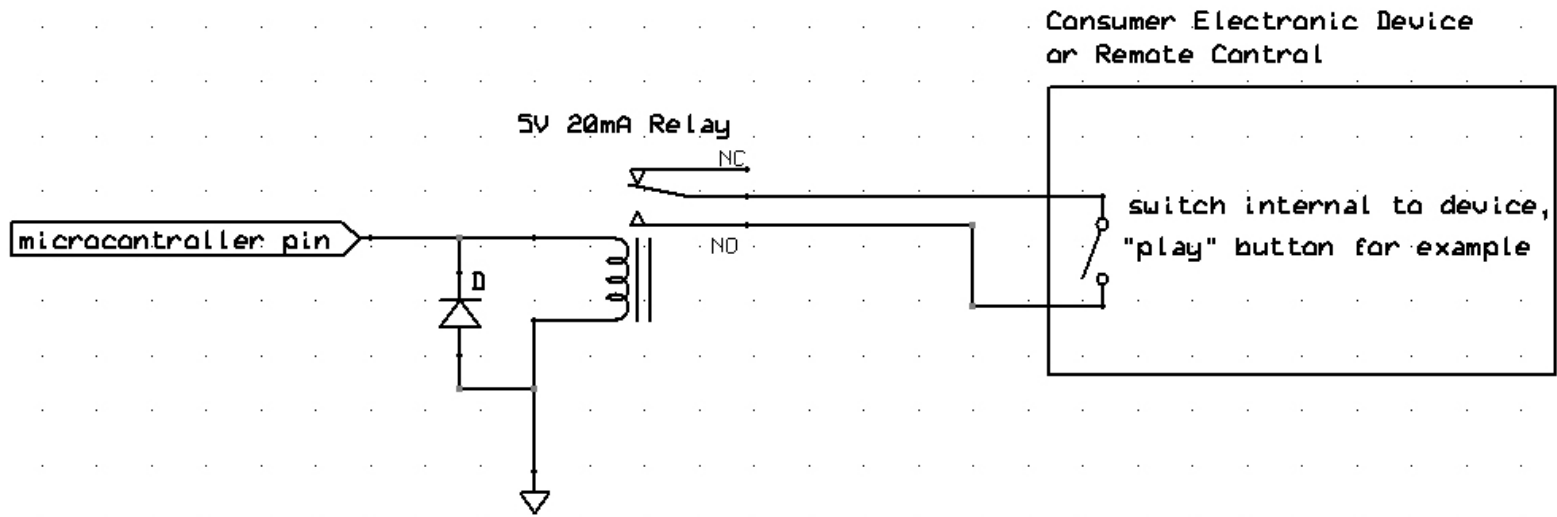 Consumer Electronic Device
or Remote Control
5V 20mA Relay
NC
switch internal to device,
microcontroller pin
NO
"play" button for example
D